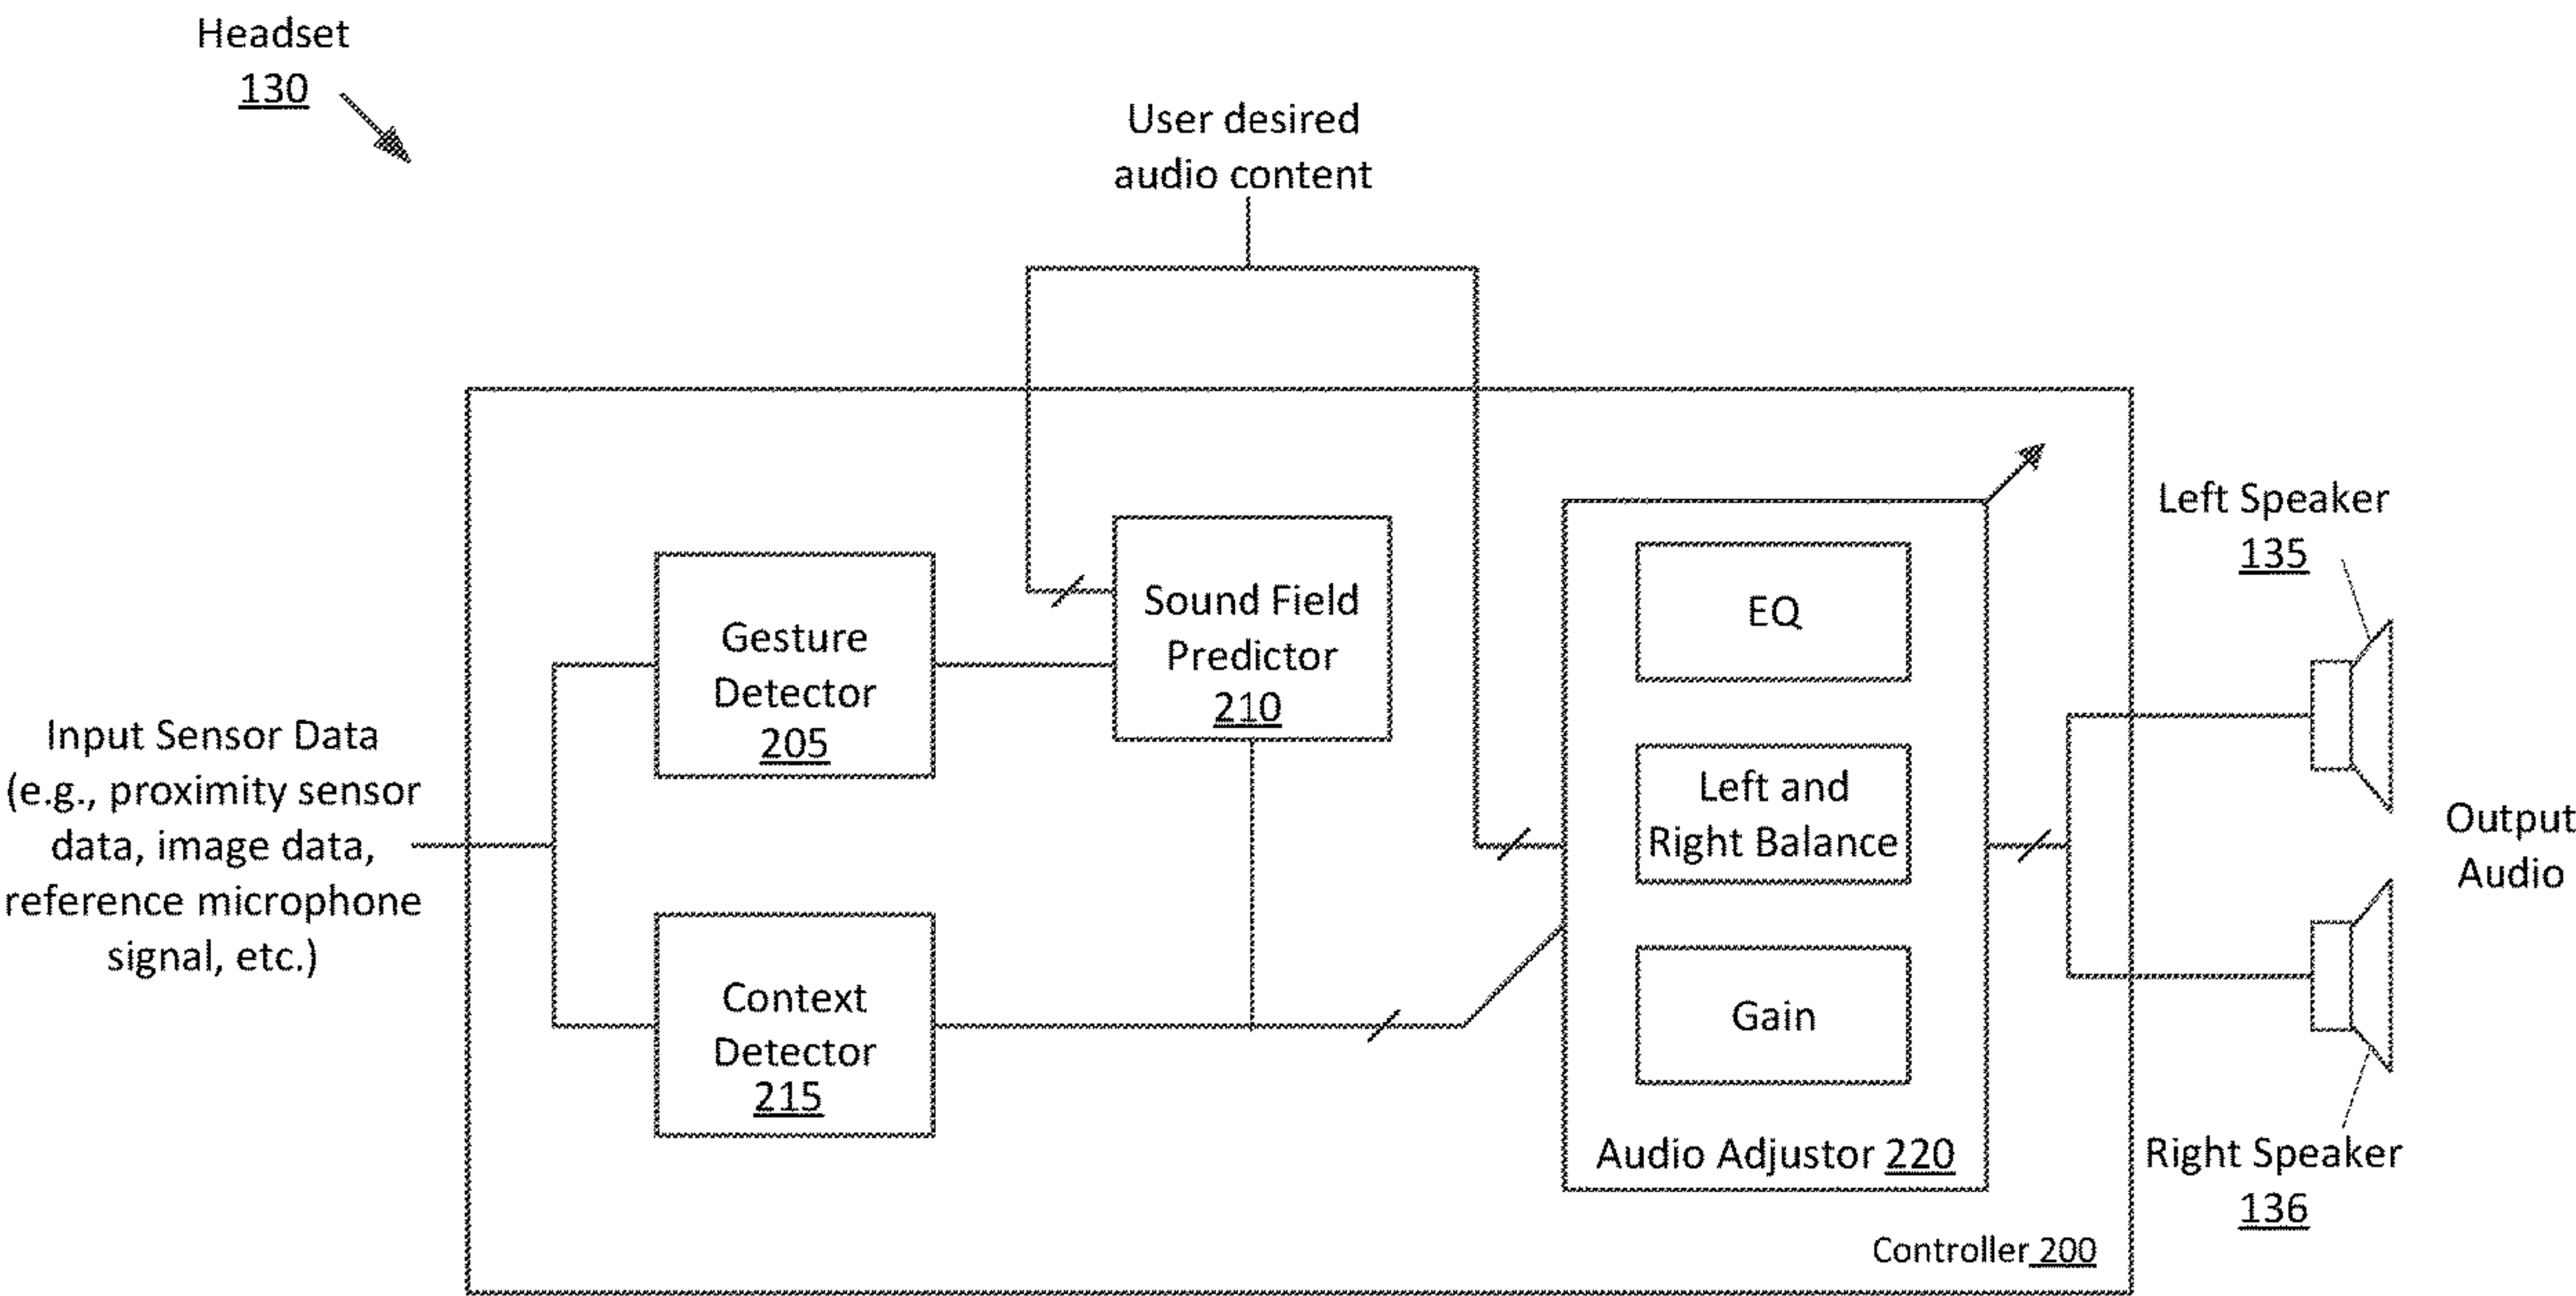 Headset
130
User desired
audio content
Left Speaker
135
Sound Field
Predictor
210
EQ
Gesture
Detector
205
Input Sensor Data
(e.g., proximity sensor
data, image data,
reference microphone
signal, etc.)
Left and
Right Balance
Output
Audio
Context
Detector
215
Gain
Audio Adjustor 220
Right Speaker
136
Controller 200